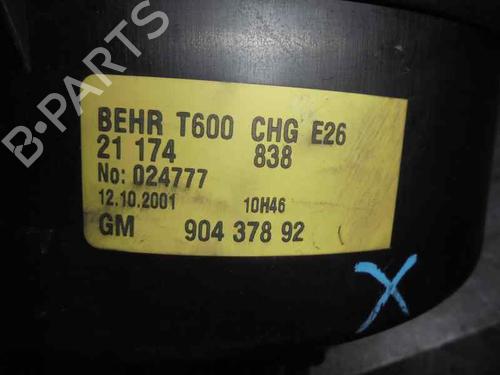 BEHR T600 CHG E26
21 174 838
No: 024777
12.10.2001 10H46
GM 904 378 92
X
B-PARTS